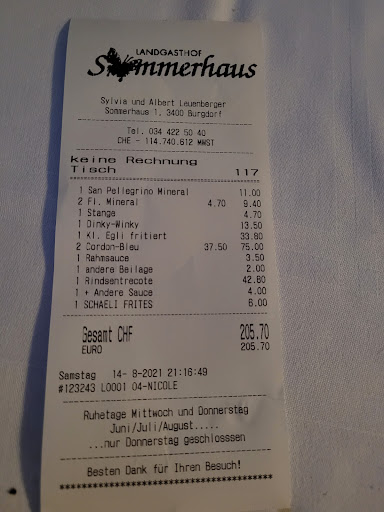 LANDGASTHOF
Sommerhaus
Sylvia und Albert Leuenberger
Sommerhaus 1, 3400 Burgdorf
Tel. 034 422 50 40
CHE - 114.740.612 MWST
keine Rechnung
Tisch 117
1 San Pellegrino Mineral 11.00
2 Fl. Mineral 4.70 9.40
1 Stange 4.70
1 Dinky-Winky 13.50
1 Kl. Egli fritiert 33.80
2 Cordon-Bleu 37.50 75.00
1 Rahmsauce 3.50
1 andere Beilage 2.00
1 Rindsentrecote 42.80
1 + Andere Sauce 4.00
1 SCHAELI FRITES 6.00
Gesamt CHF 205.70
EURO 205.70
Samstag 14- 8-2021 21:16:49
#123243 L0001 04-NICOLE
Ruhetage Mittwoch und Donnerstag
Juni/Juli/August.....
...nur Donnerstag geschlosssen
Besten Dank für Ihren Besuch!
******************************